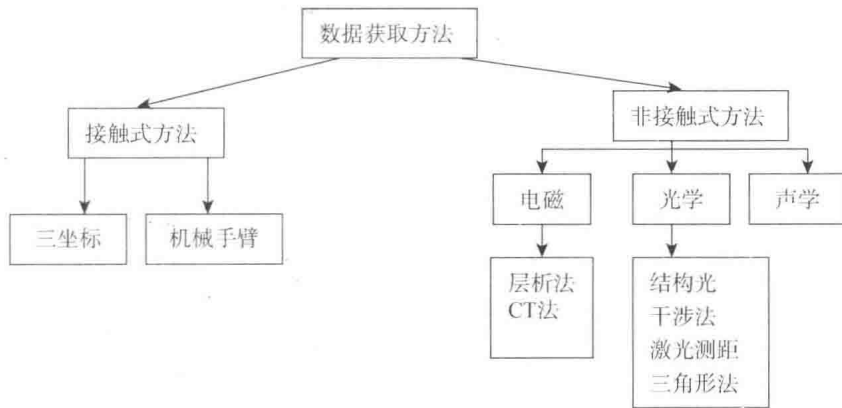 数据获取方法
接触式方法
非接触式方法
三坐标
机械手臂
电磁
光学
声学
层析法
CT法
结构光
干涉法
激光测距
三角形法